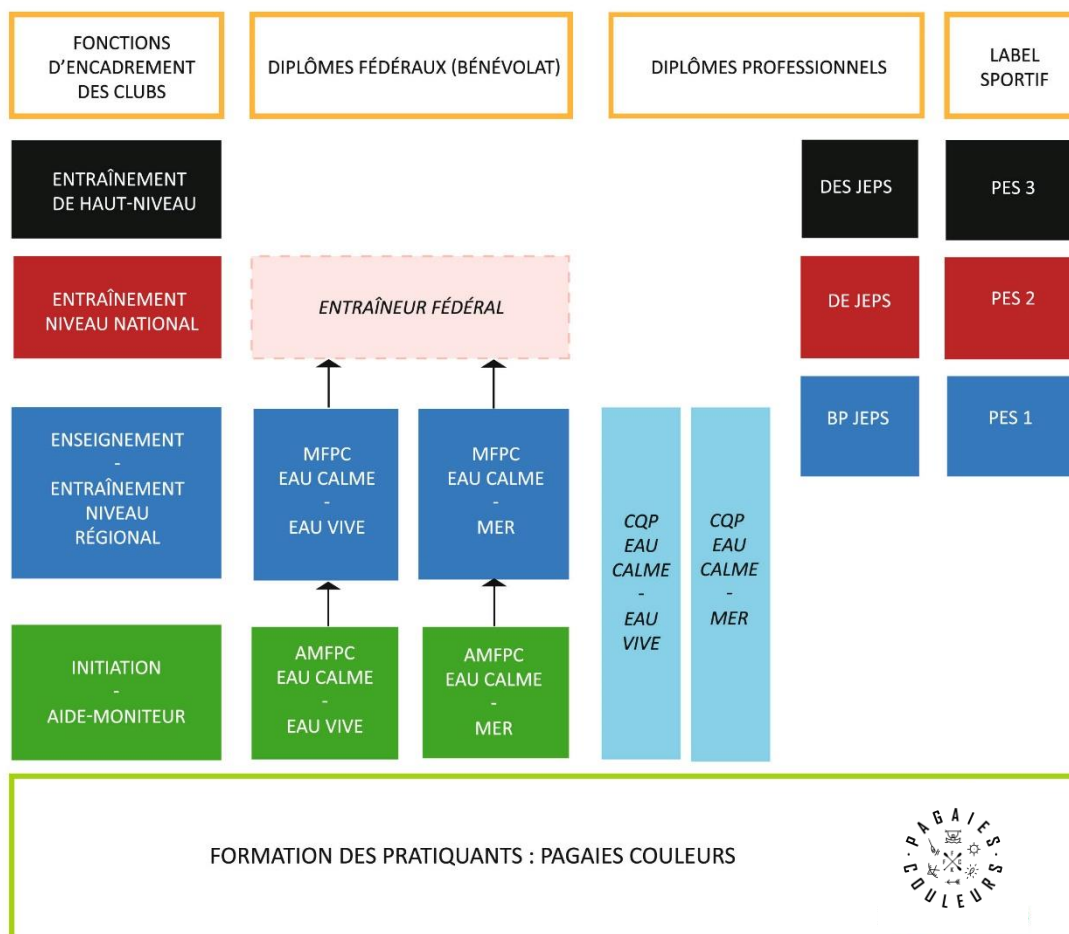 FONCTIONS
D'ENCADREMENT
DES CLUBS
DIPLÔMES FÉDÉRAUX (BÉNÉVOLAT)
DIPLÔMES PROFESSIONNELS
LABEL
SPORTIF
ENTRAÎNEMENT
DE HAUT-NIVEAU
DES JEPS
PES 3
ENTRAÎNEMENT
NIVEAU NATIONAL
ENTRAÎNEUR FÉDÉRAL
DE JEPS
PES 2
ENSEIGNEMENT
-
ENTRAÎNEMENT
NIVEAU
RÉGIONAL
MFPC
EAU CALME
-
EAU VIVE
MFPC
EAU CALME
-
MER
BP JEPS
PES 1
CQP
EAU
CALME
-
EAU
VIVE
CQP
EAU
CALME
-
MER
INITIATION
-
AIDE-MONITEUR
AMFPC
EAU CALME
-
EAU VIVE
AMFPC
EAU CALME
-
MER
FORMATION DES PRATIQUANTS : PAGAIES COULEURS
· PAGAIES ·
COULEURS
F
F C
K